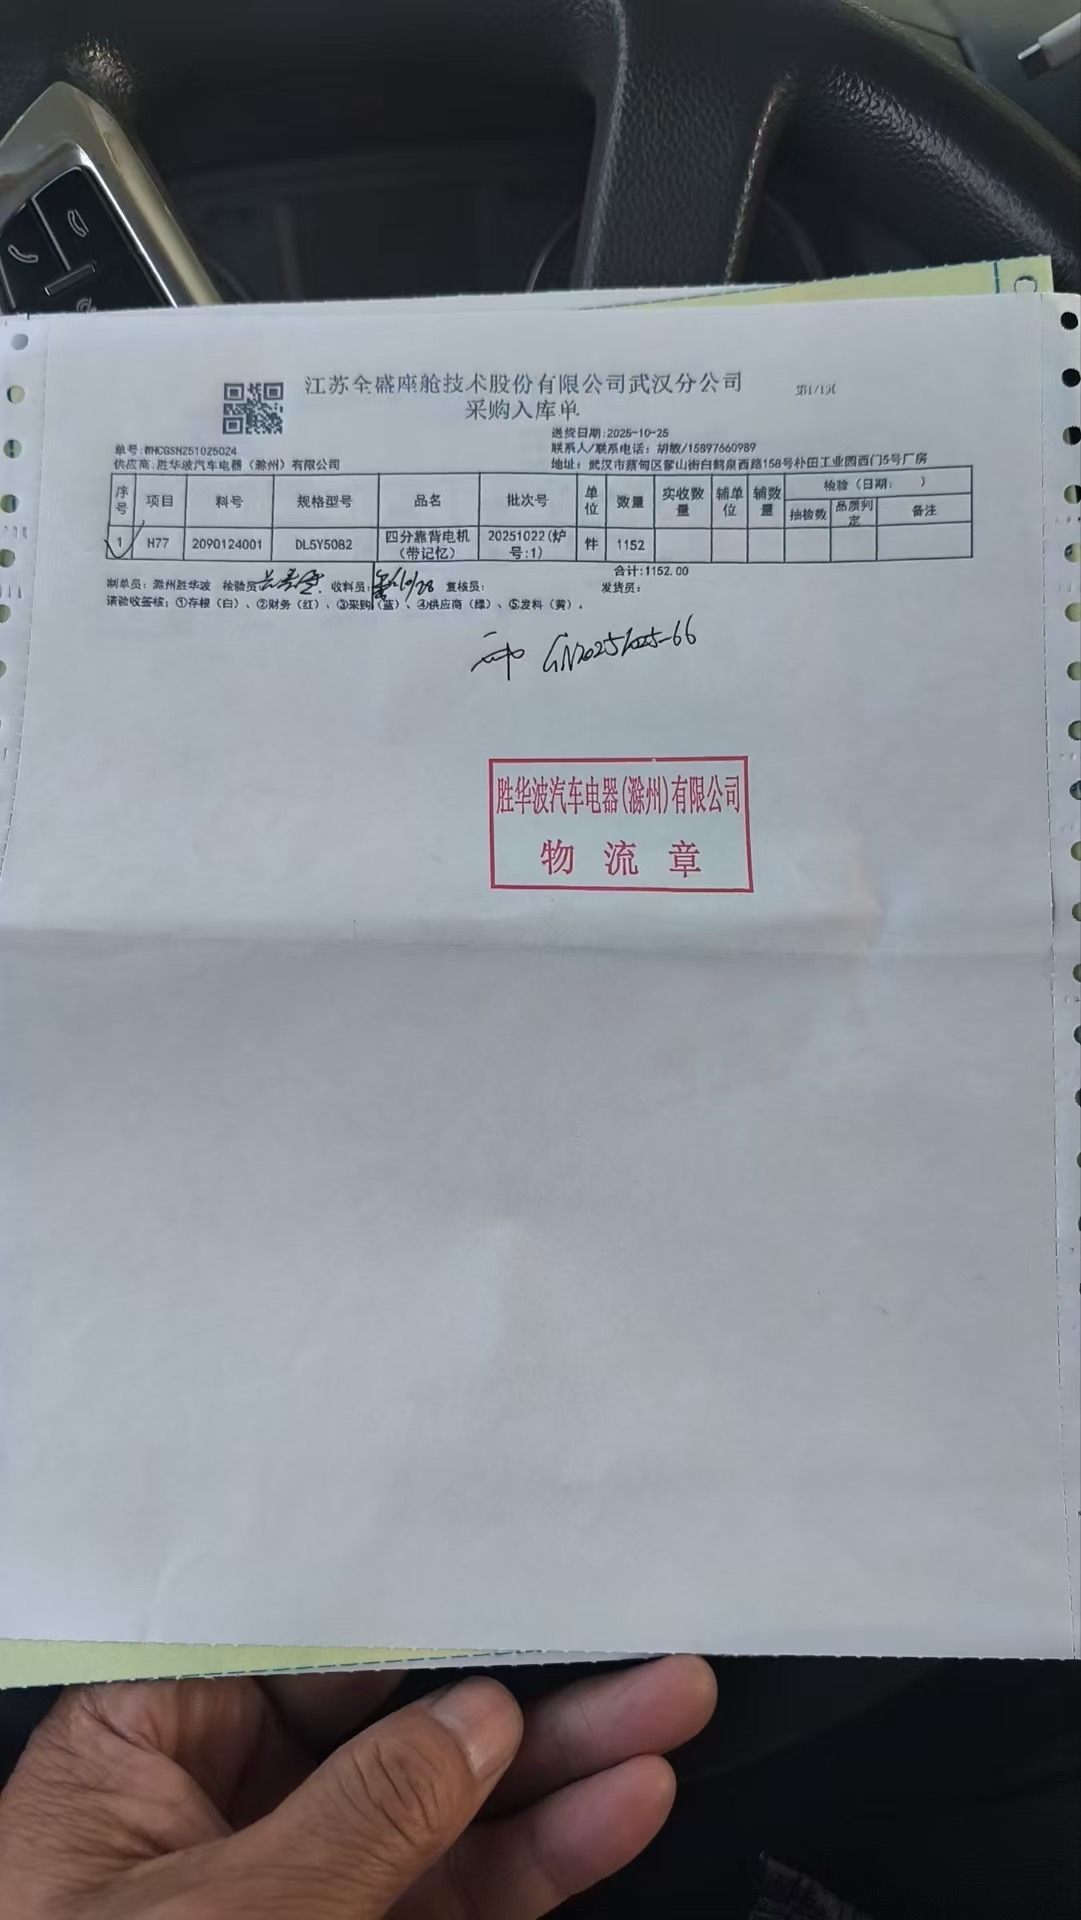 江苏全盛座舱技术股份有限公司武汉分公司
第1/1页
采购入库单
送货日期:2025-10-25
单号:WHCGSH251025024
联系人/联系电话: 胡敏/15897660989
供应商:胜华波汽车电器（滁州）有限公司
地址: 武汉市蔡甸区奓山街白鹤泉西路158号朴田工业园西门5号厂房
序号 项目 料号 规格型号 品名 批次号 单位 数量 实收数量 辅单位 辅数量 检验（日期: ） 抽检数 品质判定 备注
1 H77 2090124001 DL5Y5082 四分靠背电机（带记忆） 20251022(炉号:1) 件 1152
合计:1152.00
制单员: 滁州胜华波 检验员: 收料员: 10/28 复核员: 发货员:
请验收签核: ①存根（白）、②财务（红）、③采购（蓝）、④供应商（绿）、⑤发料（黄）。
GN20251025-66
胜华波汽车电器(滁州)有限公司
物流章